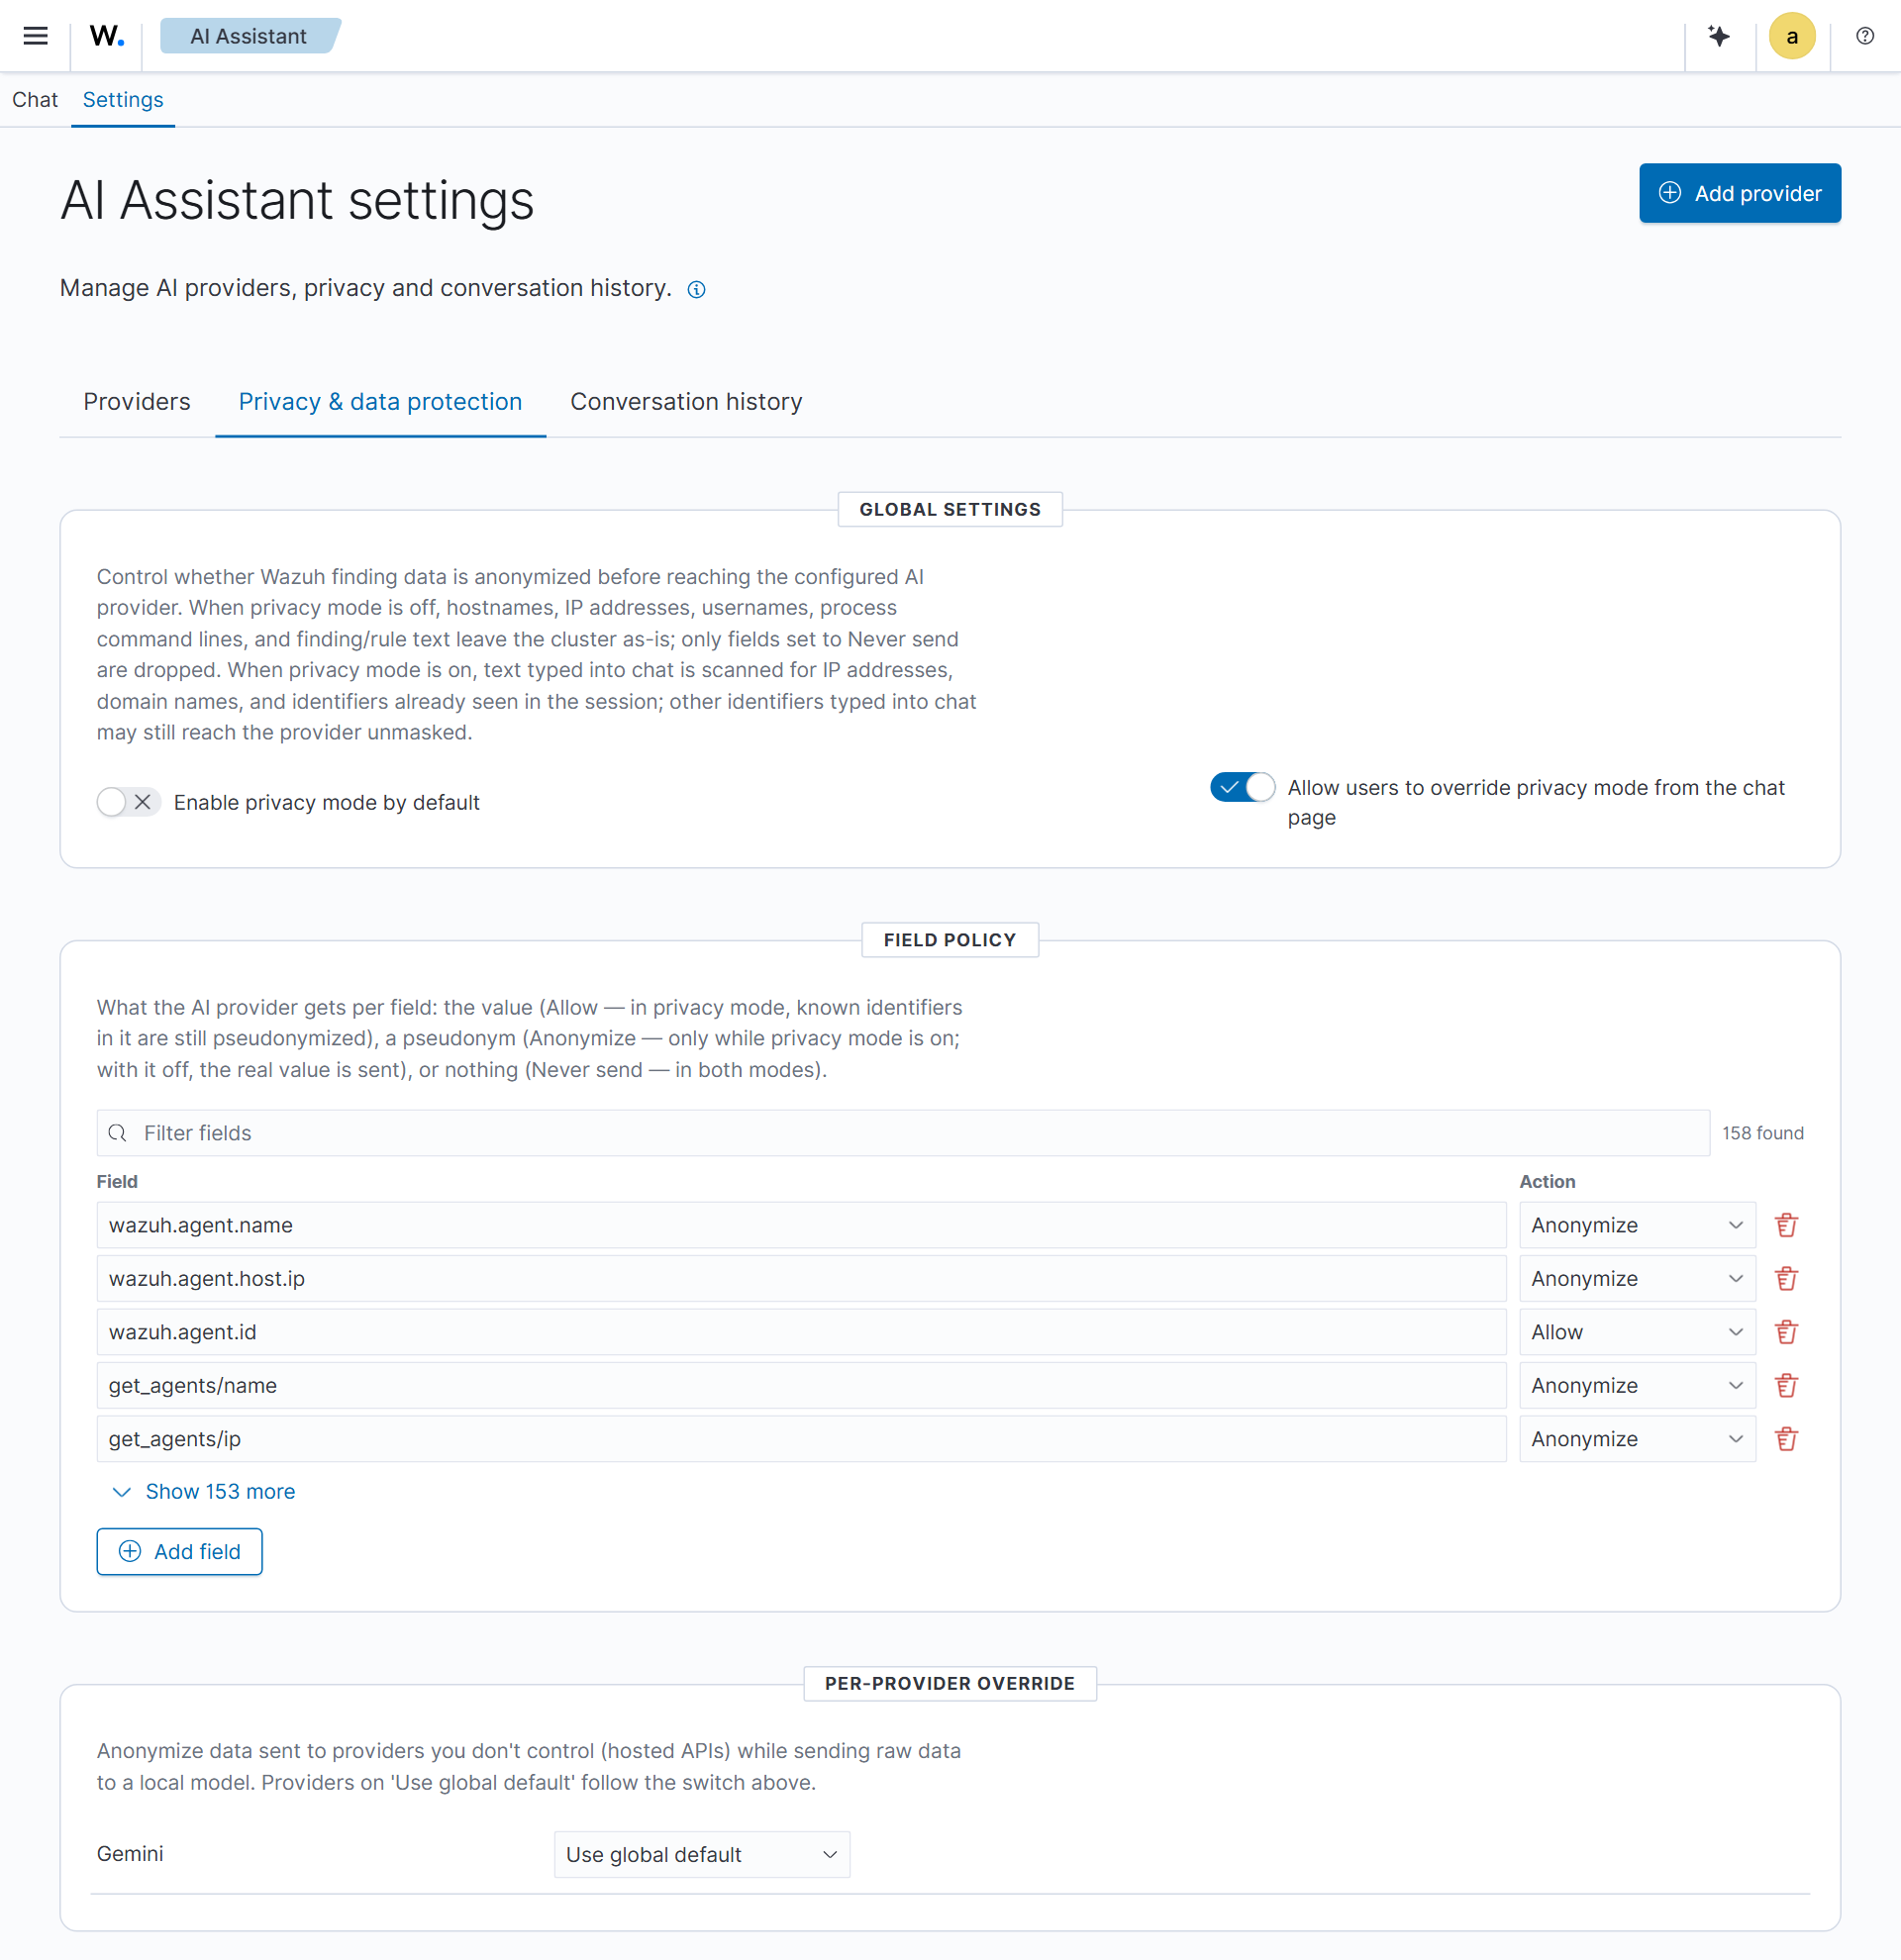 W.
AI Assistant
a
Chat
Settings
AI Assistant settings
Add provider
Manage AI providers, privacy and conversation history.
Providers
Privacy & data protection
Conversation history
GLOBAL SETTINGS
Control whether Wazuh finding data is anonymized before reaching the configured AI
provider. When privacy mode is off, hostnames, IP addresses, usernames, process
command lines, and finding/rule text leave the cluster as-is; only fields set to Never send
are dropped. When privacy mode is on, text typed into chat is scanned for IP addresses,
domain names, and identifiers already seen in the session; other identifiers typed into chat
may still reach the provider unmasked.
Enable privacy mode by default
Allow users to override privacy mode from the chat
page
FIELD POLICY
What the AI provider gets per field: the value (Allow — in privacy mode, known identifiers
in it are still pseudonymized), a pseudonym (Anonymize — only while privacy mode is on;
with it off, the real value is sent), or nothing (Never send — in both modes).
Filter fields
158 found
Field
Action
wazuh.agent.name
Anonymize
wazuh.agent.host.ip
Anonymize
wazuh.agent.id
Allow
get_agents/name
Anonymize
get_agents/ip
Anonymize
Show 153 more
Add field
PER-PROVIDER OVERRIDE
Anonymize data sent to providers you don't control (hosted APIs) while sending raw data
to a local model. Providers on 'Use global default' follow the switch above.
Gemini
Use global default